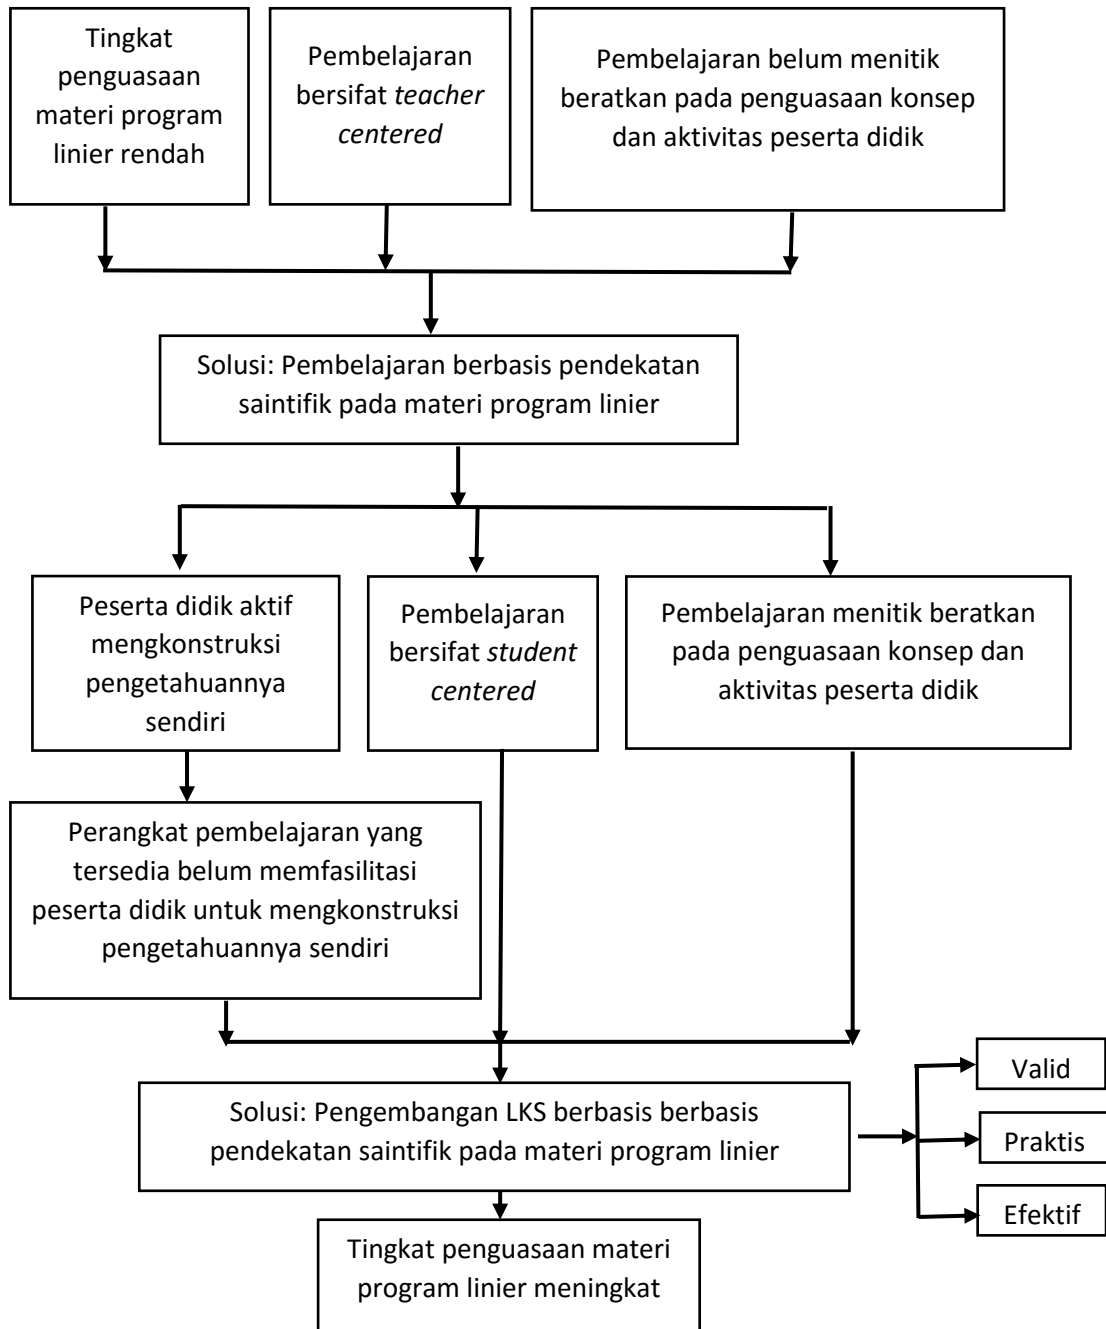 Tingkat
penguasaan
materi program
linier rendah
Pembelajaran
bersifat teacher
centered
Pembelajaran belum menitik
beratkan pada penguasaan konsep
dan aktivitas peserta didik
Solusi: Pembelajaran berbasis pendekatan
saintifik pada materi program linier
Peserta didik aktif
mengkonstruksi
pengetahuannya
sendiri
Pembelajaran
bersifat student
centered
Pembelajaran menitik beratkan
pada penguasaan konsep dan
aktivitas peserta didik
Perangkat pembelajaran yang
tersedia belum memfasilitasi
peserta didik untuk mengkonstruksi
pengetahuannya sendiri
Solusi: Pengembangan LKS berbasis berbasis
pendekatan saintifik pada materi program linier
Valid
Praktis
Efektif
Tingkat penguasaan materi
program linier meningkat